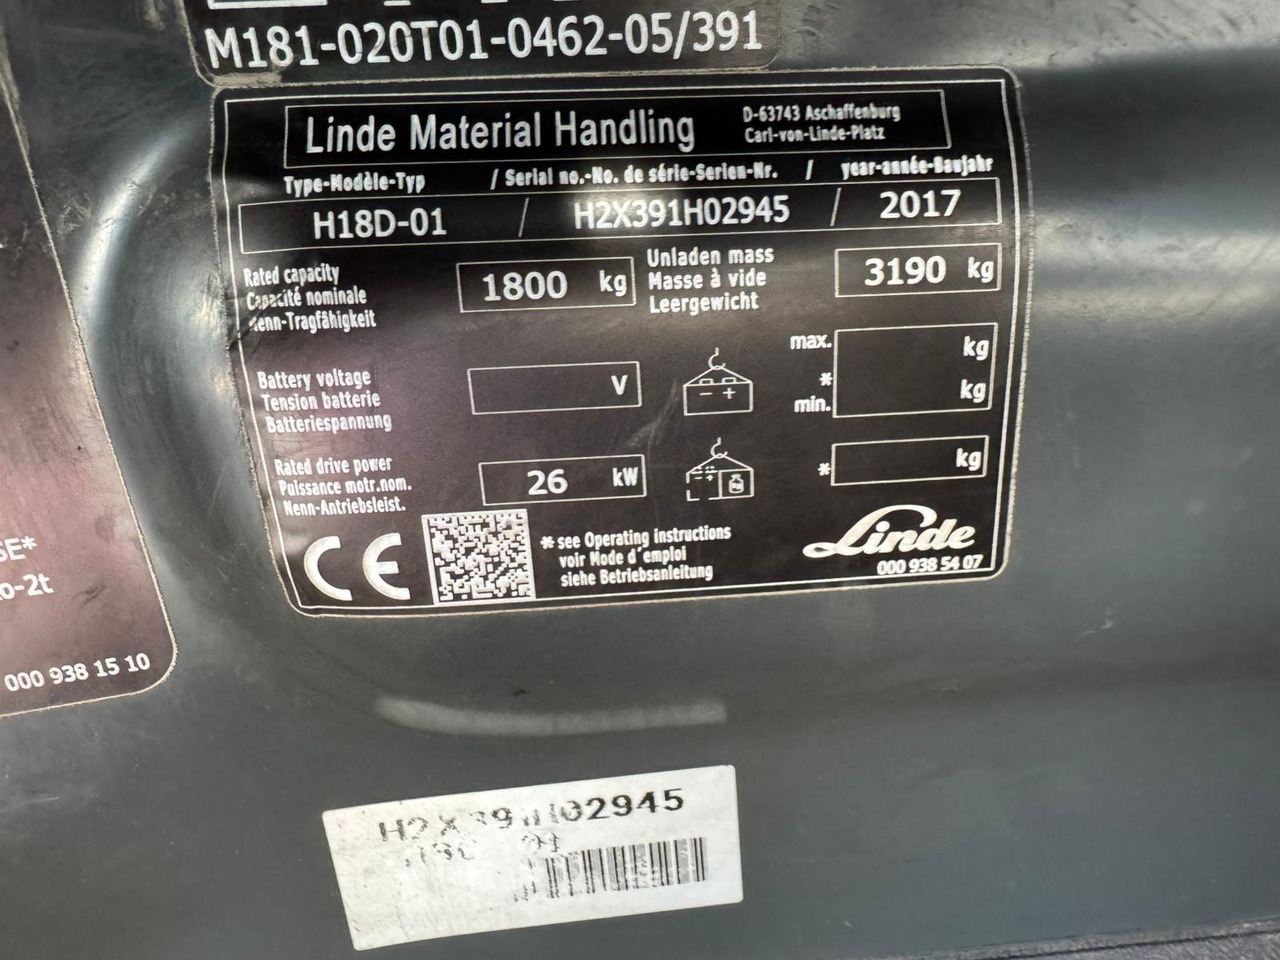 M181-020T01-0462-05/391
Linde Material Handling
D-63743 Aschaffenburg
Carl-von-Linde-Platz
Type-Modèle-Typ / Serial no.-No. de série-Serien-Nr. / year-année-Baujahr
H18D-01 / H2X391H02945 / 2017
Rated capacity
Capacité nominale
Nenn-Tragfähigkeit
1800 kg
Unladen mass
Masse à vide
Leergewicht
3190 kg
Battery voltage
Tension batterie
Batteriespannung
V
max. kg
*
min. kg
Rated drive power
Puissance motr.nom.
Nenn-Antriebsleist.
26 kW
* kg
CE
* see Operating instructions
voir Mode d'emploi
siehe Betriebsanleitung
Linde
000 938 54 07
SE*
o-2t
000 938 15 10
H2X391H02945